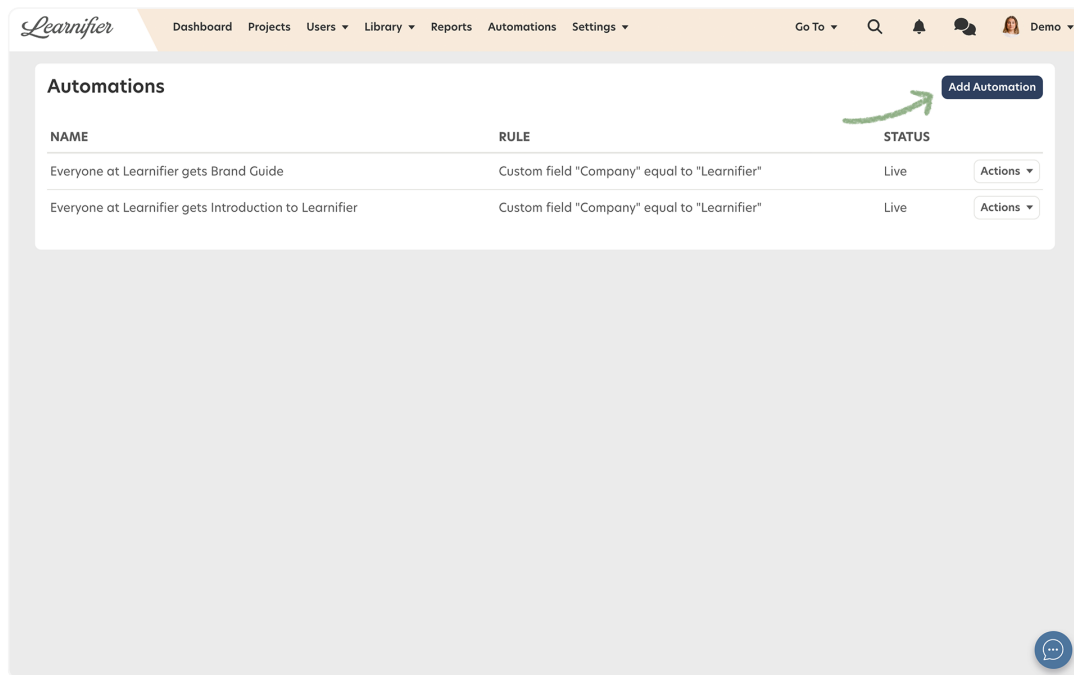 Learnifier Dashboard Projects Users Library Reports Automations Settings Go To Demo
Automations Add Automation
NAME RULE STATUS
Everyone at Learnifier gets Brand Guide Custom field "Company" equal to "Learnifier" Live Actions
Everyone at Learnifier gets Introduction to Learnifier Custom field "Company" equal to "Learnifier" Live Actions